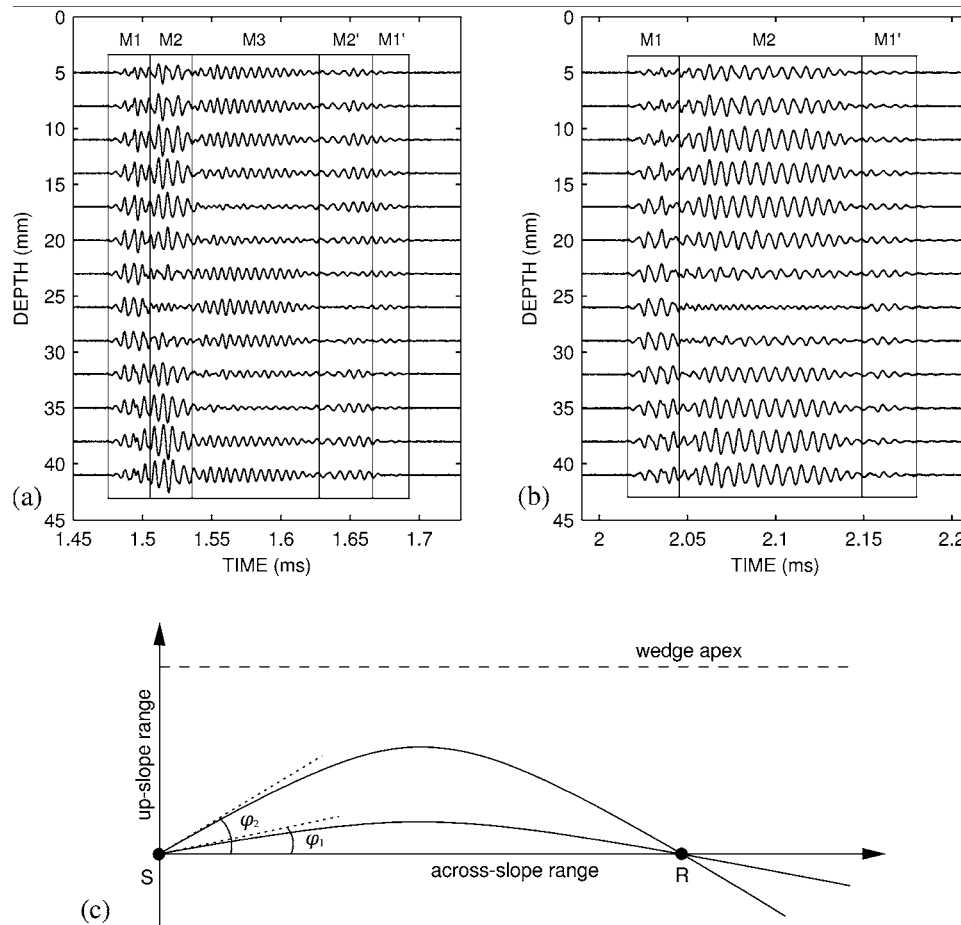 M1 M2 M3 M2' M1'
0
5
10
15
20
25
30
35
40
45
DEPTH (mm)
1.45 1.5 1.55 1.6 1.65 1.7
TIME (ms)
(a)
M1 M2 M1'
0
5
10
15
20
25
30
35
40
45
DEPTH (mm)
2 2.05 2.1 2.15 2.2
TIME (ms)
(b)
wedge apex
up-slope range
φ2
φ1
S
across-slope range
R
(c)